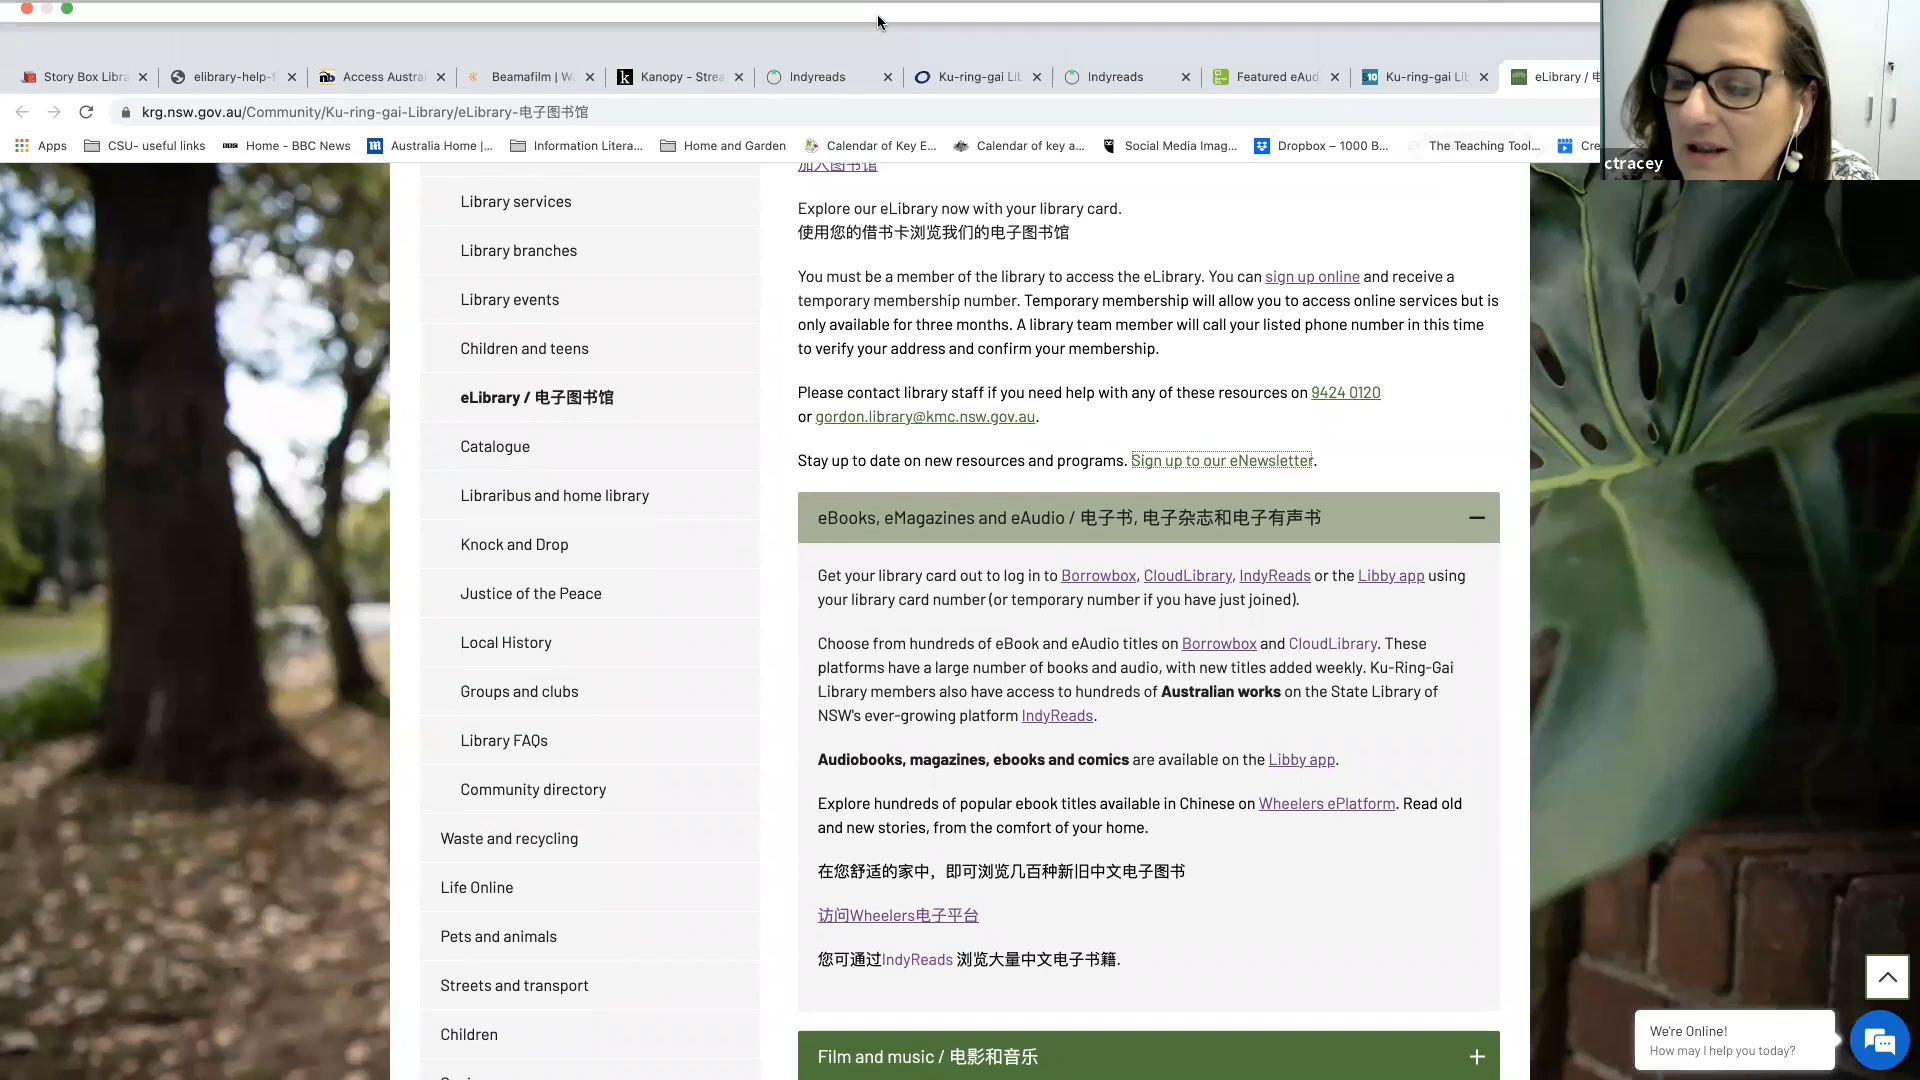 Story Box Libra
elibrary-help-f
Access Austral
Beamafilm | Wa
Kanopy - Strea
Indyreads
Ku-ring-gai Lib
Indyreads
Featured eAud
Ku-ring-gai Lib
eLibrary / 电
krg.nsw.gov.au/Community/Ku-ring-gai-Library/eLibrary-电子图书馆
Apps
CSU- useful links
Home - BBC News
Australia Home |...
Information Litera...
Home and Garden
Calendar of Key E...
Calendar of key a...
Social Media Imag...
Dropbox – 1000 B...
The Teaching Tool...
Cre
ctracey
Library services
Library branches
Library events
Children and teens
eLibrary / 电子图书馆
Catalogue
Libraribus and home library
Knock and Drop
Justice of the Peace
Local History
Groups and clubs
Library FAQs
Community directory
Waste and recycling
Life Online
Pets and animals
Streets and transport
Children
加入图书馆
Explore our eLibrary now with your library card.
使用您的借书卡浏览我们的电子图书馆
You must be a member of the library to access the eLibrary. You can sign up online and receive a
temporary membership number. Temporary membership will allow you to access online services but is
only available for three months. A library team member will call your listed phone number in this time
to verify your address and confirm your membership.
Please contact library staff if you need help with any of these resources on 9424 0120
or gordon.library@kmc.nsw.gov.au.
Stay up to date on new resources and programs. Sign up to our eNewsletter.
eBooks, eMagazines and eAudio / 电子书, 电子杂志和电子有声书
Get your library card out to log in to Borrowbox, CloudLibrary, IndyReads or the Libby app using
your library card number (or temporary number if you have just joined).
Choose from hundreds of eBook and eAudio titles on Borrowbox and CloudLibrary. These
platforms have a large number of books and audio, with new titles added weekly. Ku-Ring-Gai
Library members also have access to hundreds of Australian works on the State Library of
NSW's ever-growing platform IndyReads.
Audiobooks, magazines, ebooks and comics are available on the Libby app.
Explore hundreds of popular ebook titles available in Chinese on Wheelers ePlatform. Read old
and new stories, from the comfort of your home.
在您舒适的家中，即可浏览几百种新旧中文电子图书
访问Wheelers电子平台
您可通过IndyReads 浏览大量中文电子书籍.
Film and music / 电影和音乐
We're Online!
How may I help you today?